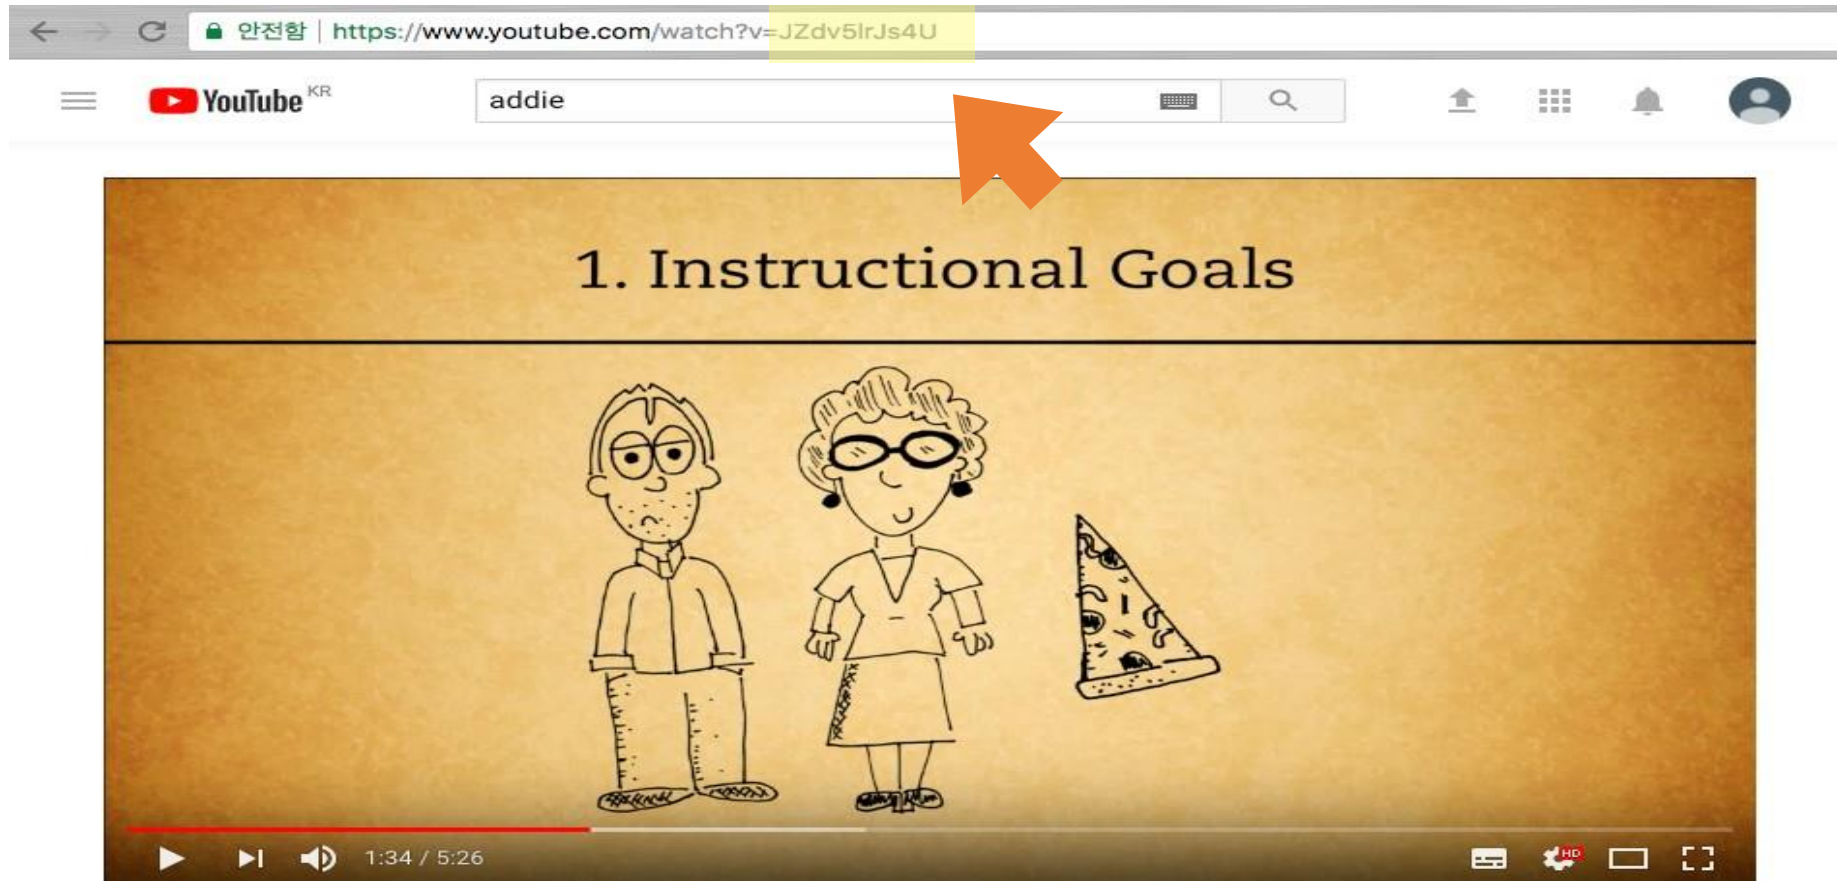 안전함 | https://www.youtube.com/watch?v=JZdv5lrJs4U
YouTube KR
addie
1. Instructional Goals
1:34 / 5:26
HD